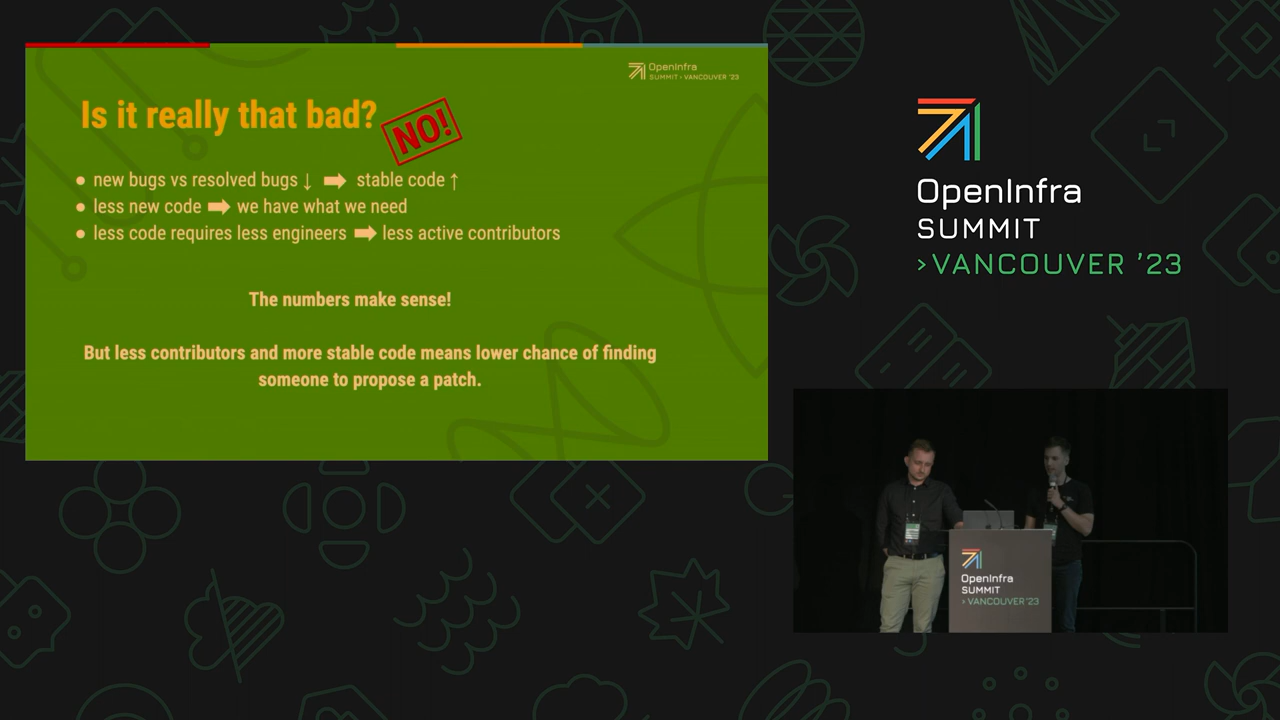 OpenInfra
SUMMIT › VANCOUVER '23
Is it really that bad?
NO!
● new bugs vs resolved bugs ↓ ➡ stable code ↑
● less new code ➡ we have what we need
● less code requires less engineers ➡ less active contributors
The numbers make sense!
But less contributors and more stable code means lower chance of finding
someone to propose a patch.
OpenInfra
SUMMIT
›VANCOUVER '23
OpenInfra
SUMMIT
›VANCOUVER '23